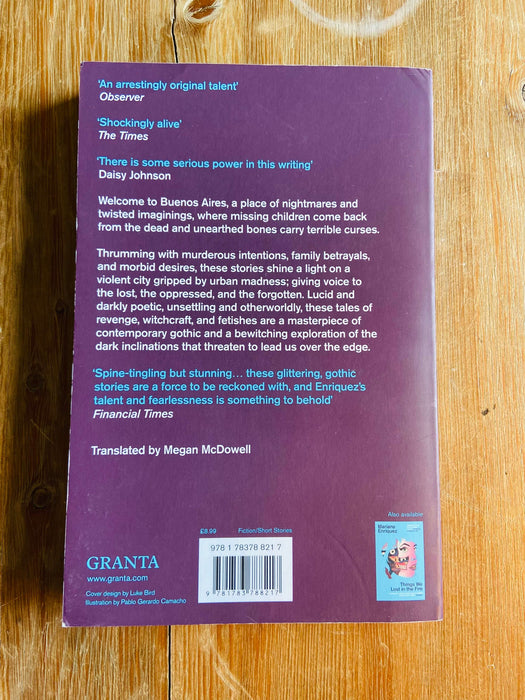 ‘An arrestingly original talent’
Observer
‘Shockingly alive’
The Times
‘There is some serious power in this writing’
Daisy Johnson
Welcome to Buenos Aires, a place of nightmares and
twisted imaginings, where missing children come back
from the dead and unearthed bones carry terrible curses.
Thrumming with murderous intentions, family betrayals,
and morbid desires, these stories shine a light on a
violent city gripped by urban madness; giving voice to
the lost, the oppressed, and the forgotten. Lucid and
darkly poetic, unsettling and otherworldly, these tales of
revenge, witchcraft, and fetishes are a masterpiece of
contemporary gothic and a bewitching exploration of the
dark inclinations that threaten to lead us over the edge.
‘Spine-tingling but stunning… these glittering, gothic
stories are a force to be reckoned with, and Enriquez’s
talent and fearlessness is something to behold’
Financial Times
Translated by Megan McDowell
Also available
Mariana
Enriquez
Things We
Lost in the Fire
£8.99
Fiction/Short Stories
978 1 78378 821 7
9 781783 788217
GRANTA
www.granta.com
Cover design by Luke Bird
Illustration by Pablo Gerardo Camacho